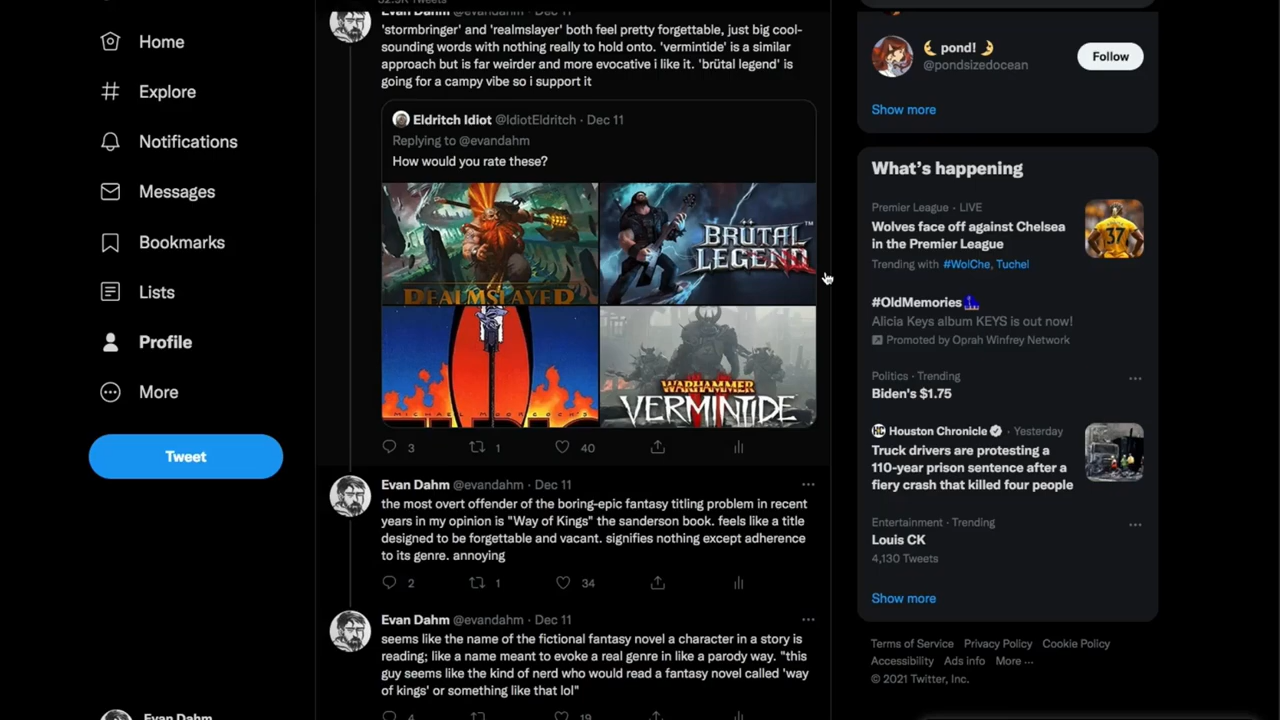 Home
Explore
Notifications
Messages
Bookmarks
Lists
Profile
More
Tweet
Evan Dahm
Evan Dahm @evandahm · Dec 11
'stormbringer' and 'realmslayer' both feel pretty forgettable, just big cool-
sounding words with nothing really to hold onto. 'vermintide' is a similar
approach but is far weirder and more evocative i like it. 'brütal legend' is
going for a campy vibe so i support it
Eldritch Idiot @IdiotEldritch · Dec 11
Replying to @evandahm
How would you rate these?
REALMSLAYER
BRÜTAL
LEGEND™
MICHAEL MOORCOCK'S
WARHAMMER
VERMINTIDE
3 1 40
Evan Dahm @evandahm · Dec 11
the most overt offender of the boring-epic fantasy titling problem in recent
years in my opinion is "Way of Kings" the sanderson book. feels like a title
designed to be forgettable and vacant. signifies nothing except adherence
to its genre. annoying
2 1 34
Evan Dahm @evandahm · Dec 11
seems like the name of the fictional fantasy novel a character in a story is
reading; like a name meant to evoke a real genre in like a parody way. "this
guy seems like the kind of nerd who would read a fantasy novel called 'way
of kings' or something like that lol"
4 19
pond!
@pondsizedocean
Follow
Show more
What's happening
Premier League · LIVE
Wolves face off against Chelsea
in the Premier League
Trending with #WolChe, Tuchel
37
#OldMemories
Alicia Keys album KEYS is out now!
Promoted by Oprah Winfrey Network
Politics · Trending
Biden's $1.75
Houston Chronicle · Yesterday
Truck drivers are protesting a
110-year prison sentence after a
fiery crash that killed four people
Entertainment · Trending
Louis CK
4,130 Tweets
Show more
Terms of Service Privacy Policy Cookie Policy
Accessibility Ads info More ···
© 2021 Twitter, Inc.